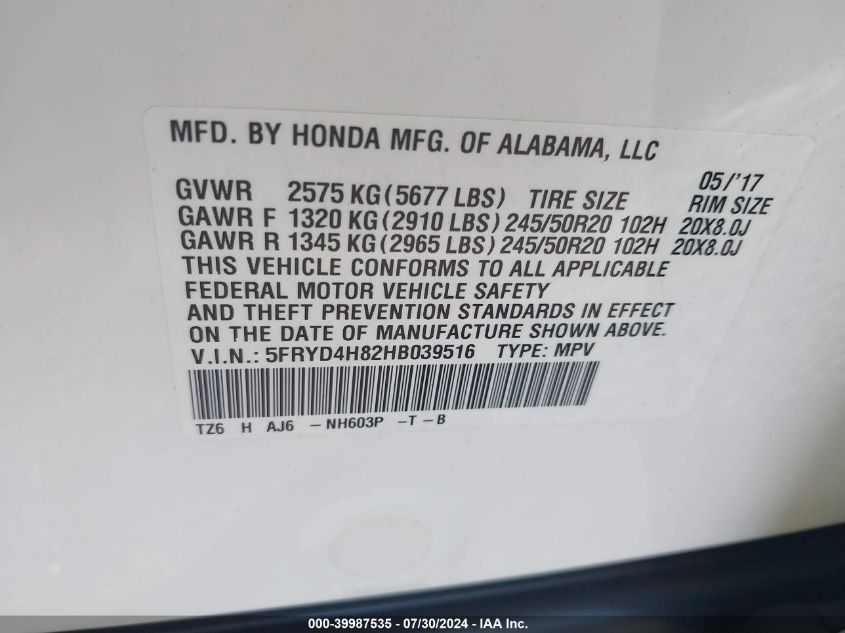 MFD. BY HONDA MFG. OF ALABAMA, LLC
05/'17
GVWR 2575 KG (5677 LBS) TIRE SIZE RIM SIZE
GAWR F 1320 KG (2910 LBS) 245/50R20 102H 20X8.0J
GAWR R 1345 KG (2965 LBS) 245/50R20 102H 20X8.0J
THIS VEHICLE CONFORMS TO ALL APPLICABLE
FEDERAL MOTOR VEHICLE SAFETY
AND THEFT PREVENTION STANDARDS IN EFFECT
ON THE DATE OF MANUFACTURE SHOWN ABOVE.
V.I.N.: 5FRYD4H82HB039516 TYPE: MPV
TZ6 H AJ6 -NH603P -T-B
000-39987535 / 07/30/2024 - IAA Inc.